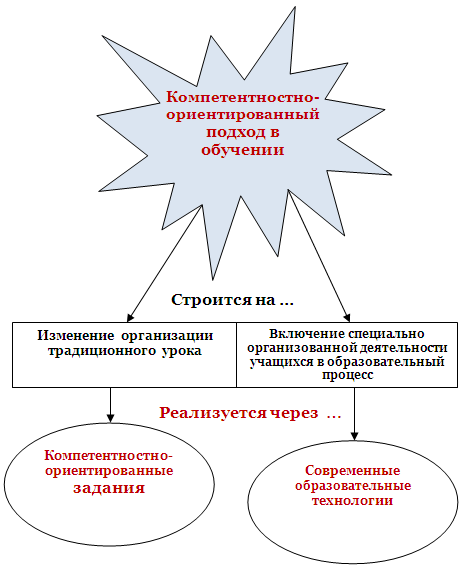 Компетентностно-
ориентированный
подход в
обучении
Строится на ...
Изменение организации
традиционного урока
Включение специально
организованной деятельности
учащихся в образовательный
процесс
Реализуется через ...
Компетентностно-
ориентированные
задания
Современные
образовательные
технологии